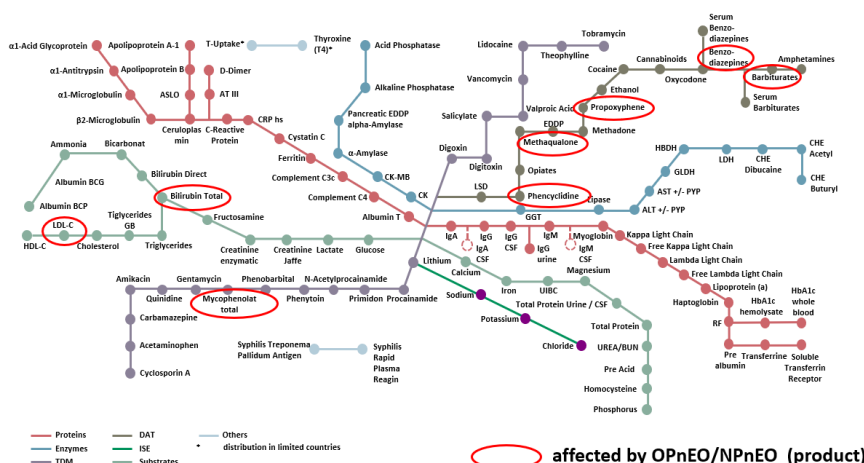 α1-Acid Glycoprotein
Apolipoprotein A-1
T-Uptake*
Thyroxine
(T4)*
Acid Phosphatase
Lidocaine
Tobramycin
Theophylline
Serum
Benzo-
diazepines
Cannabinoids
Benzo-
diazepines
Amphetamines
Cocaine
Oxycodone
Barbiturates
Ethanol
Serum
Barbiturates
α1-Antitrypsin
Apolipoprotein B
D-Dimer
Alkaline Phosphatase
Vancomycin
α1-Microglobulin
ASLO
AT III
Valproic Acid
Propoxyphene
β2-Microglobulin
Ceruloplas
min
C-Reactive
Protein
CRP hs
Pancreatic EDDP
alpha-Amylase
Salicylate
EDDP
Methadone
Methaqualone
Cystatin C
Ferritin
Complement C3c
Complement C4
Albumin T
α-Amylase
CK-MB
CK
Digoxin
Digitoxin
Opiates
LSD
Phencyclidine
Lipase
GGT
HBDH
GLDH
AST +/- PYP
ALT +/- PYP
LDH
CHE
Dibucaine
CHE
Acetyl
CHE
Buturyl
Ammonia
Bicarbonat
Bilirubin Direct
Albumin BCG
Bilirubin Total
Albumin BCP
LDL-C
HDL-C
Cholesterol
Tiglycerides
GB
Triglycerides
Fructosamine
Creatinine
enzymatic
Creatinine
Jaffe
Lactate
Glucose
IgA
IgA
CSF
IgG
IgG
CSF
IgG
urine
IgM
IgM
CSF
Myoglobin
Kappa Light Chain
Free Kappa Light Chain
Lambda Light Chain
Free Lambda Light Chain
Lipoprotein (a)
Haptoglobin
HbA1c
hemolysate
HbA1c
whole
blood
RF
Pre
albumin
Transferrine
Soluble
Transferrin
Receptor
Lithium
Calcium
Sodium
Iron
UIBC
Magnesium
Total Protein Urine / CSF
Potassium
Chloride
Total Protein
UREA/BUN
Pre Acid
Homocysteine
Phosphorus
Amikacin
Gentamycin
Phenobarbital
N-Acetylprocainamide
Quinidine
Mycophenolat
total
Phenytoin
Primidon
Procainamide
Carbamazepine
Acetaminophen
Cyclosporin A
Syphilis Treponema
Pallidum Antigen
Syphilis
Rapid
Plasma
Reagin
Proteins
DAT
Others
Enzymes
ISE
* distribution in limited countries
TDM
Substrates
affected by OPnEO/NPnEO (product)